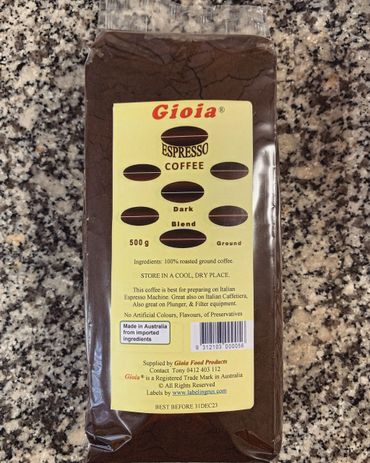 Gioia®
ESPRESSO
COFFEE
Dark
Blend
500 g
Ground
Ingredients: 100% roasted ground coffee.
STORE IN A COOL, DRY PLACE.
This coffee is best for preparing on Italian
Espresso Machine. Great also on Italian Caffetiera,
Also great on Plunger, & Filter equipment.
No Artificial Colours, Flavours, of Preservatives
Made in Australia
from imported
ingredients
9 312103 000058
Supplied by Gioia Food Products
Contact Tony 0412 403 112
Gioia® is a Registered Trade Mark in Australia
© All Rights Reserved
Labels by www.labelingrus.com
BEST BEFORE 31DEC23